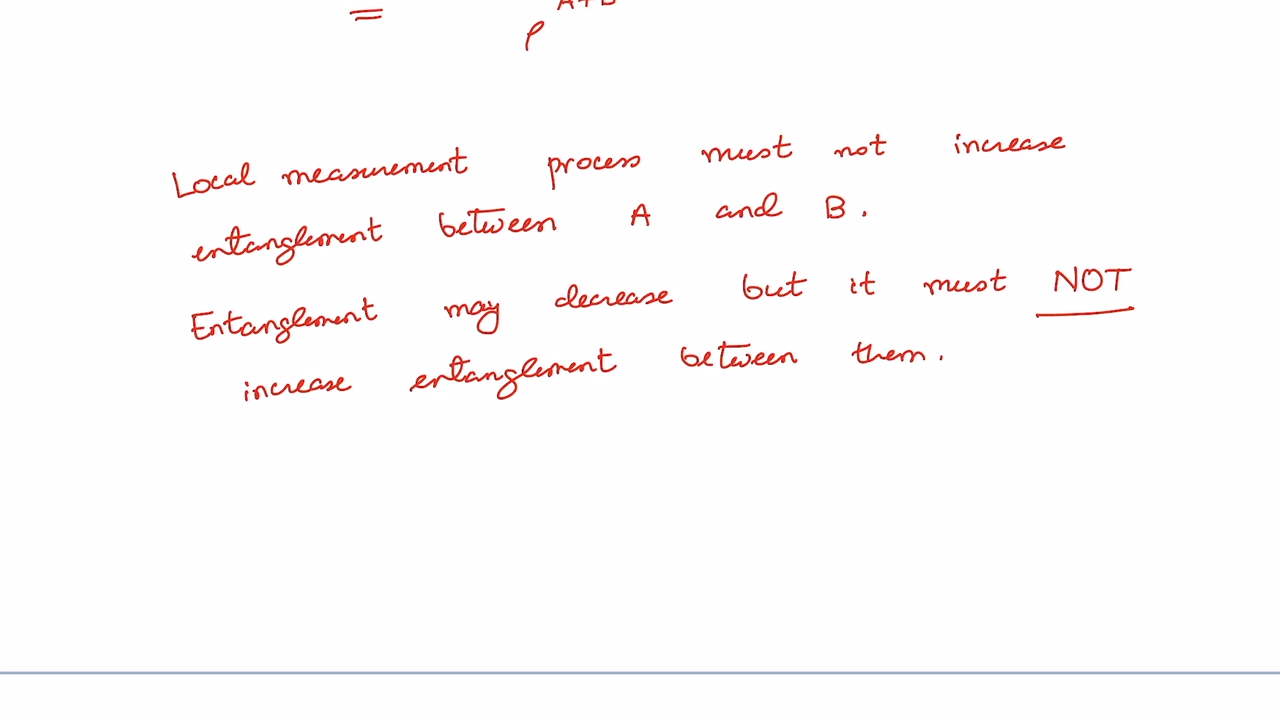 = ρ^{A+B}
Local measurement process must not increase
entanglement between A and B.
Entanglement may decrease but it must NOT
increase entanglement between them.